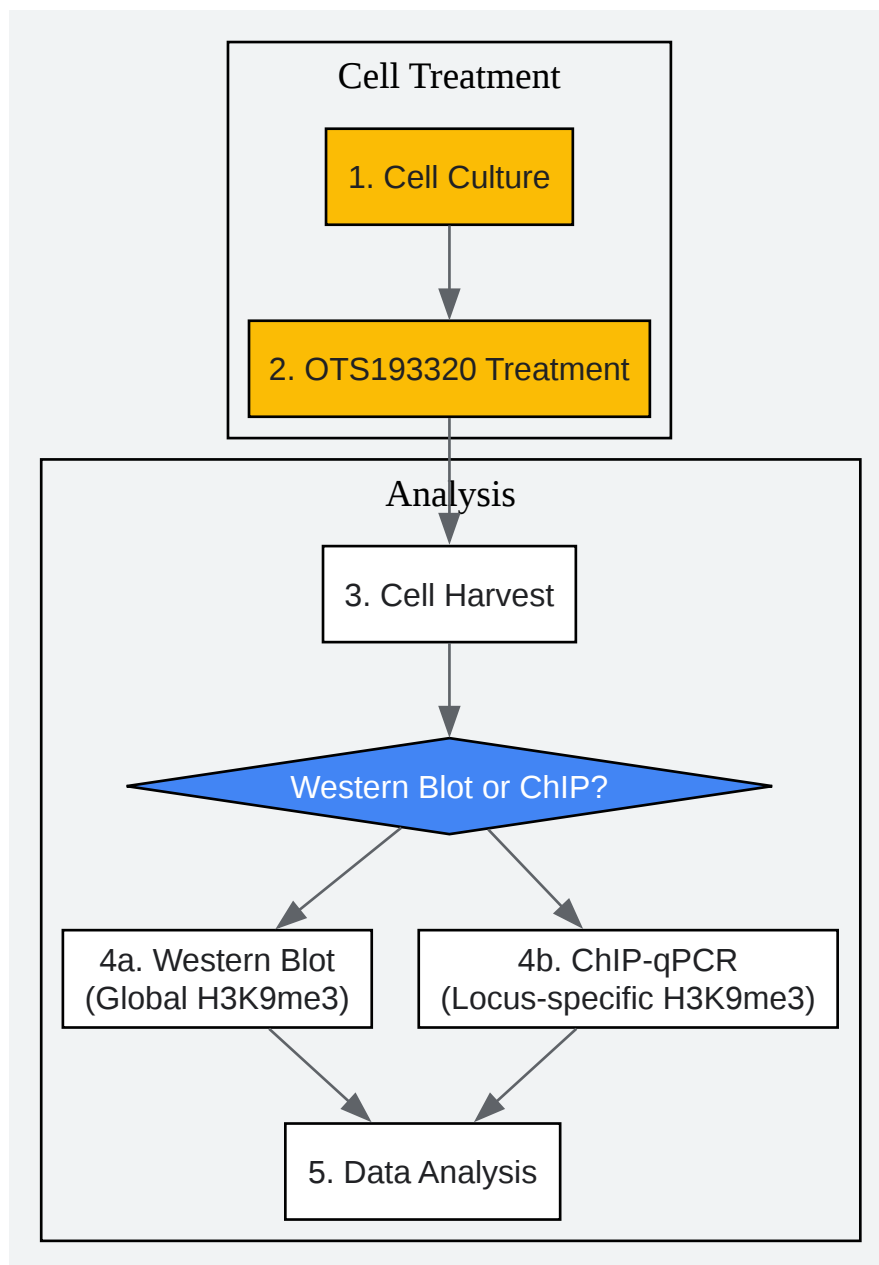 Cell Treatment
1. Cell Culture
2. OTS193320 Treatment
Analysis
3. Cell Harvest
Western Blot or ChIP?
4a. Western Blot
(Global H3K9me3)
4b. ChIP-qPCR
(Locus-specific H3K9me3)
5. Data Analysis